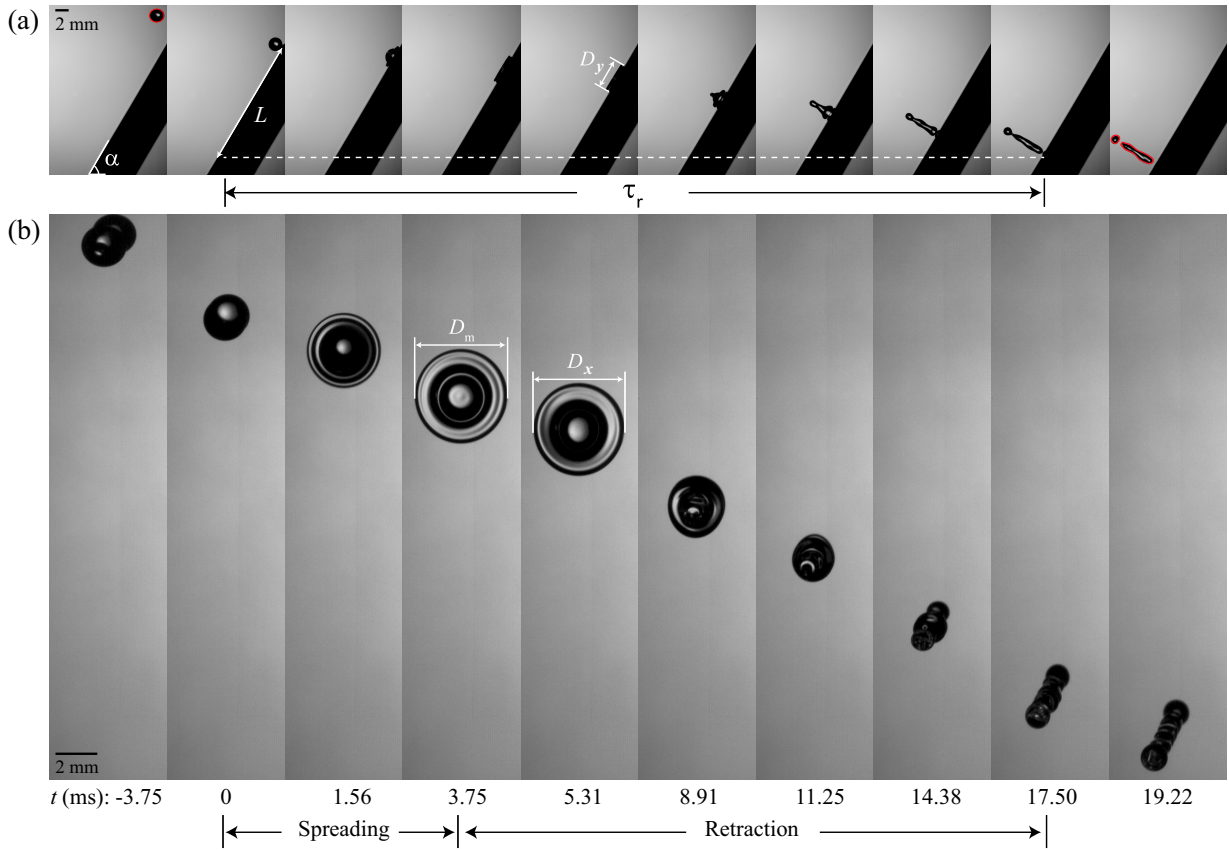 (a)
2 mm
α
L
D_y
τ_r
(b)
D_m
D_x
2 mm
t (ms): -3.75 0 1.56 3.75 5.31 8.91 11.25 14.38 17.50 19.22
Spreading Retraction